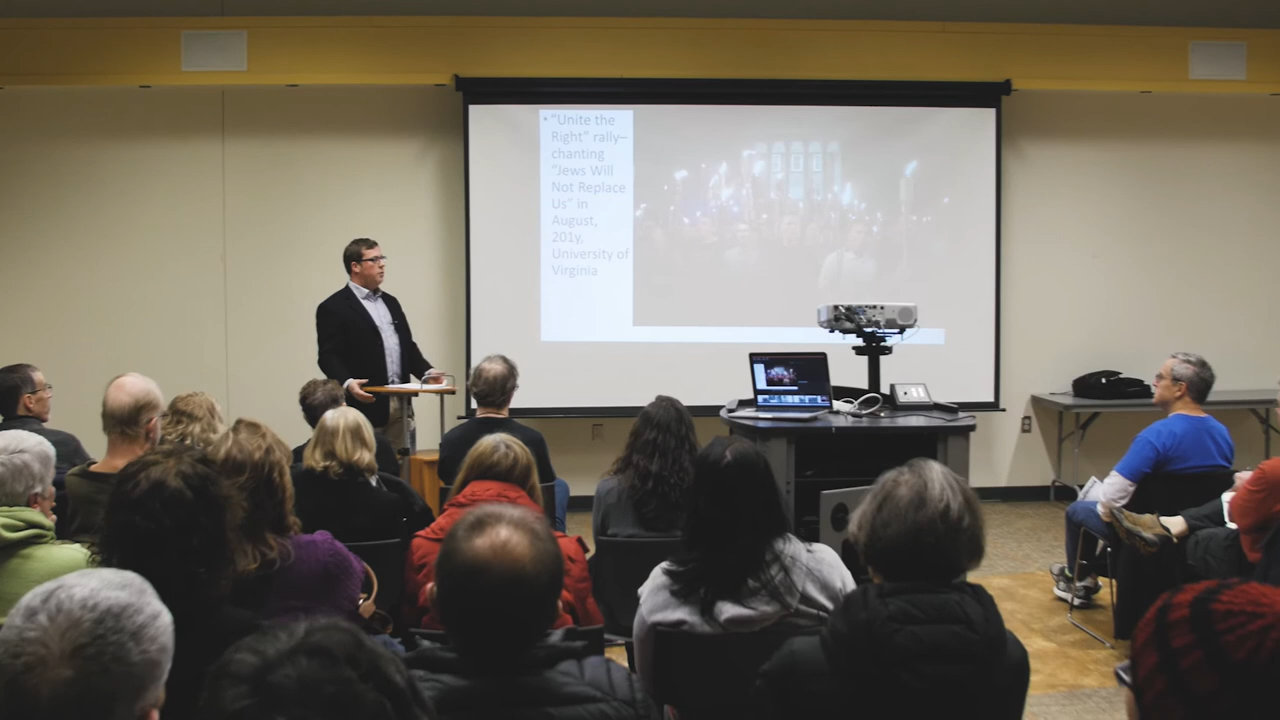 • "Unite the
Right" rally–
chanting
"Jews Will
Not Replace
Us" in
August,
201y,
University of
Virginia